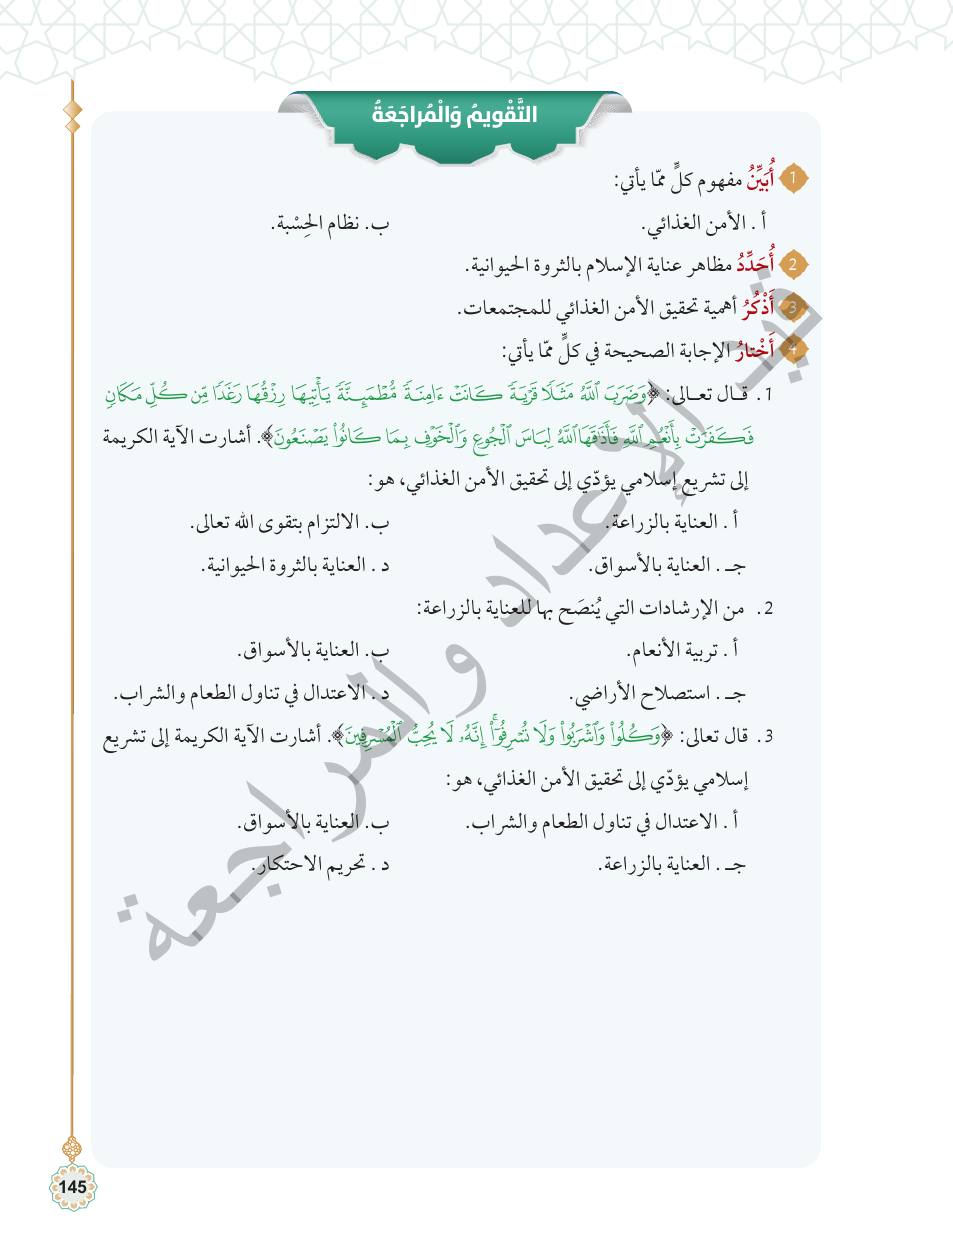 التَّقْويمُ وَالْمُراجَعَةُ
1 أُبَيِّنُ مفهوم كلٍّ ممّا يأتي:
أ . الأمن الغذائي. ب. نظام الحِسْبة.
2 أُحَدِّدُ مظاهر عناية الإسلام بالثروة الحيوانية.
3 أَذْكُرُ أهمية تحقيق الأمن الغذائي للمجتمعات.
4 أَخْتارُ الإجابة الصحيحة في كلٍّ ممّا يأتي:
1. قـال تعـالى: ﴿وَضَرَبَ ٱللَّهُ مَثَلٗا قَرۡيَةٗ كَانَتۡ ءَامِنَةٗ مُّطۡمَئِنَّةٗ يَأۡتِيهَا رِزۡقُهَا رَغَدٗا مِّن كُلِّ مَكَانٖ
فَكَفَرَتۡ بِأَنۡعُمِ ٱللَّهِ فَأَذَٰقَهَا ٱللَّهُ لِبَاسَ ٱلۡجُوعِ وَٱلۡخَوۡفِ بِمَا كَانُواْ يَصۡنَعُونَ﴾. أشارت الآية الكريمة
إلى تشريع إسلامي يؤدّي إلى تحقيق الأمن الغذائي، هو:
أ . العناية بالزراعة. ب. الالتزام بتقوى الله تعالى.
جـ . العناية بالأسواق. د . العناية بالثروة الحيوانية.
2. من الإرشادات التي يُنصَح بها للعناية بالزراعة:
أ . تربية الأنعام. ب. العناية بالأسواق.
جـ . استصلاح الأراضي. د . الاعتدال في تناول الطعام والشراب.
3. قال تعالى: ﴿وَكُلُواْ وَٱشۡرَبُواْ وَلَا تُسۡرِفُوٓاْۚ إِنَّهُۥ لَا يُحِبُّ ٱلۡمُسۡرِفِينَ﴾. أشارت الآية الكريمة إلى تشريع
إسلامي يؤدّي إلى تحقيق الأمن الغذائي، هو:
أ . الاعتدال في تناول الطعام والشراب. ب. العناية بالأسواق.
جـ . العناية بالزراعة. د . تحريم الاحتكار.
قيد الإعداد والمراجعة
145